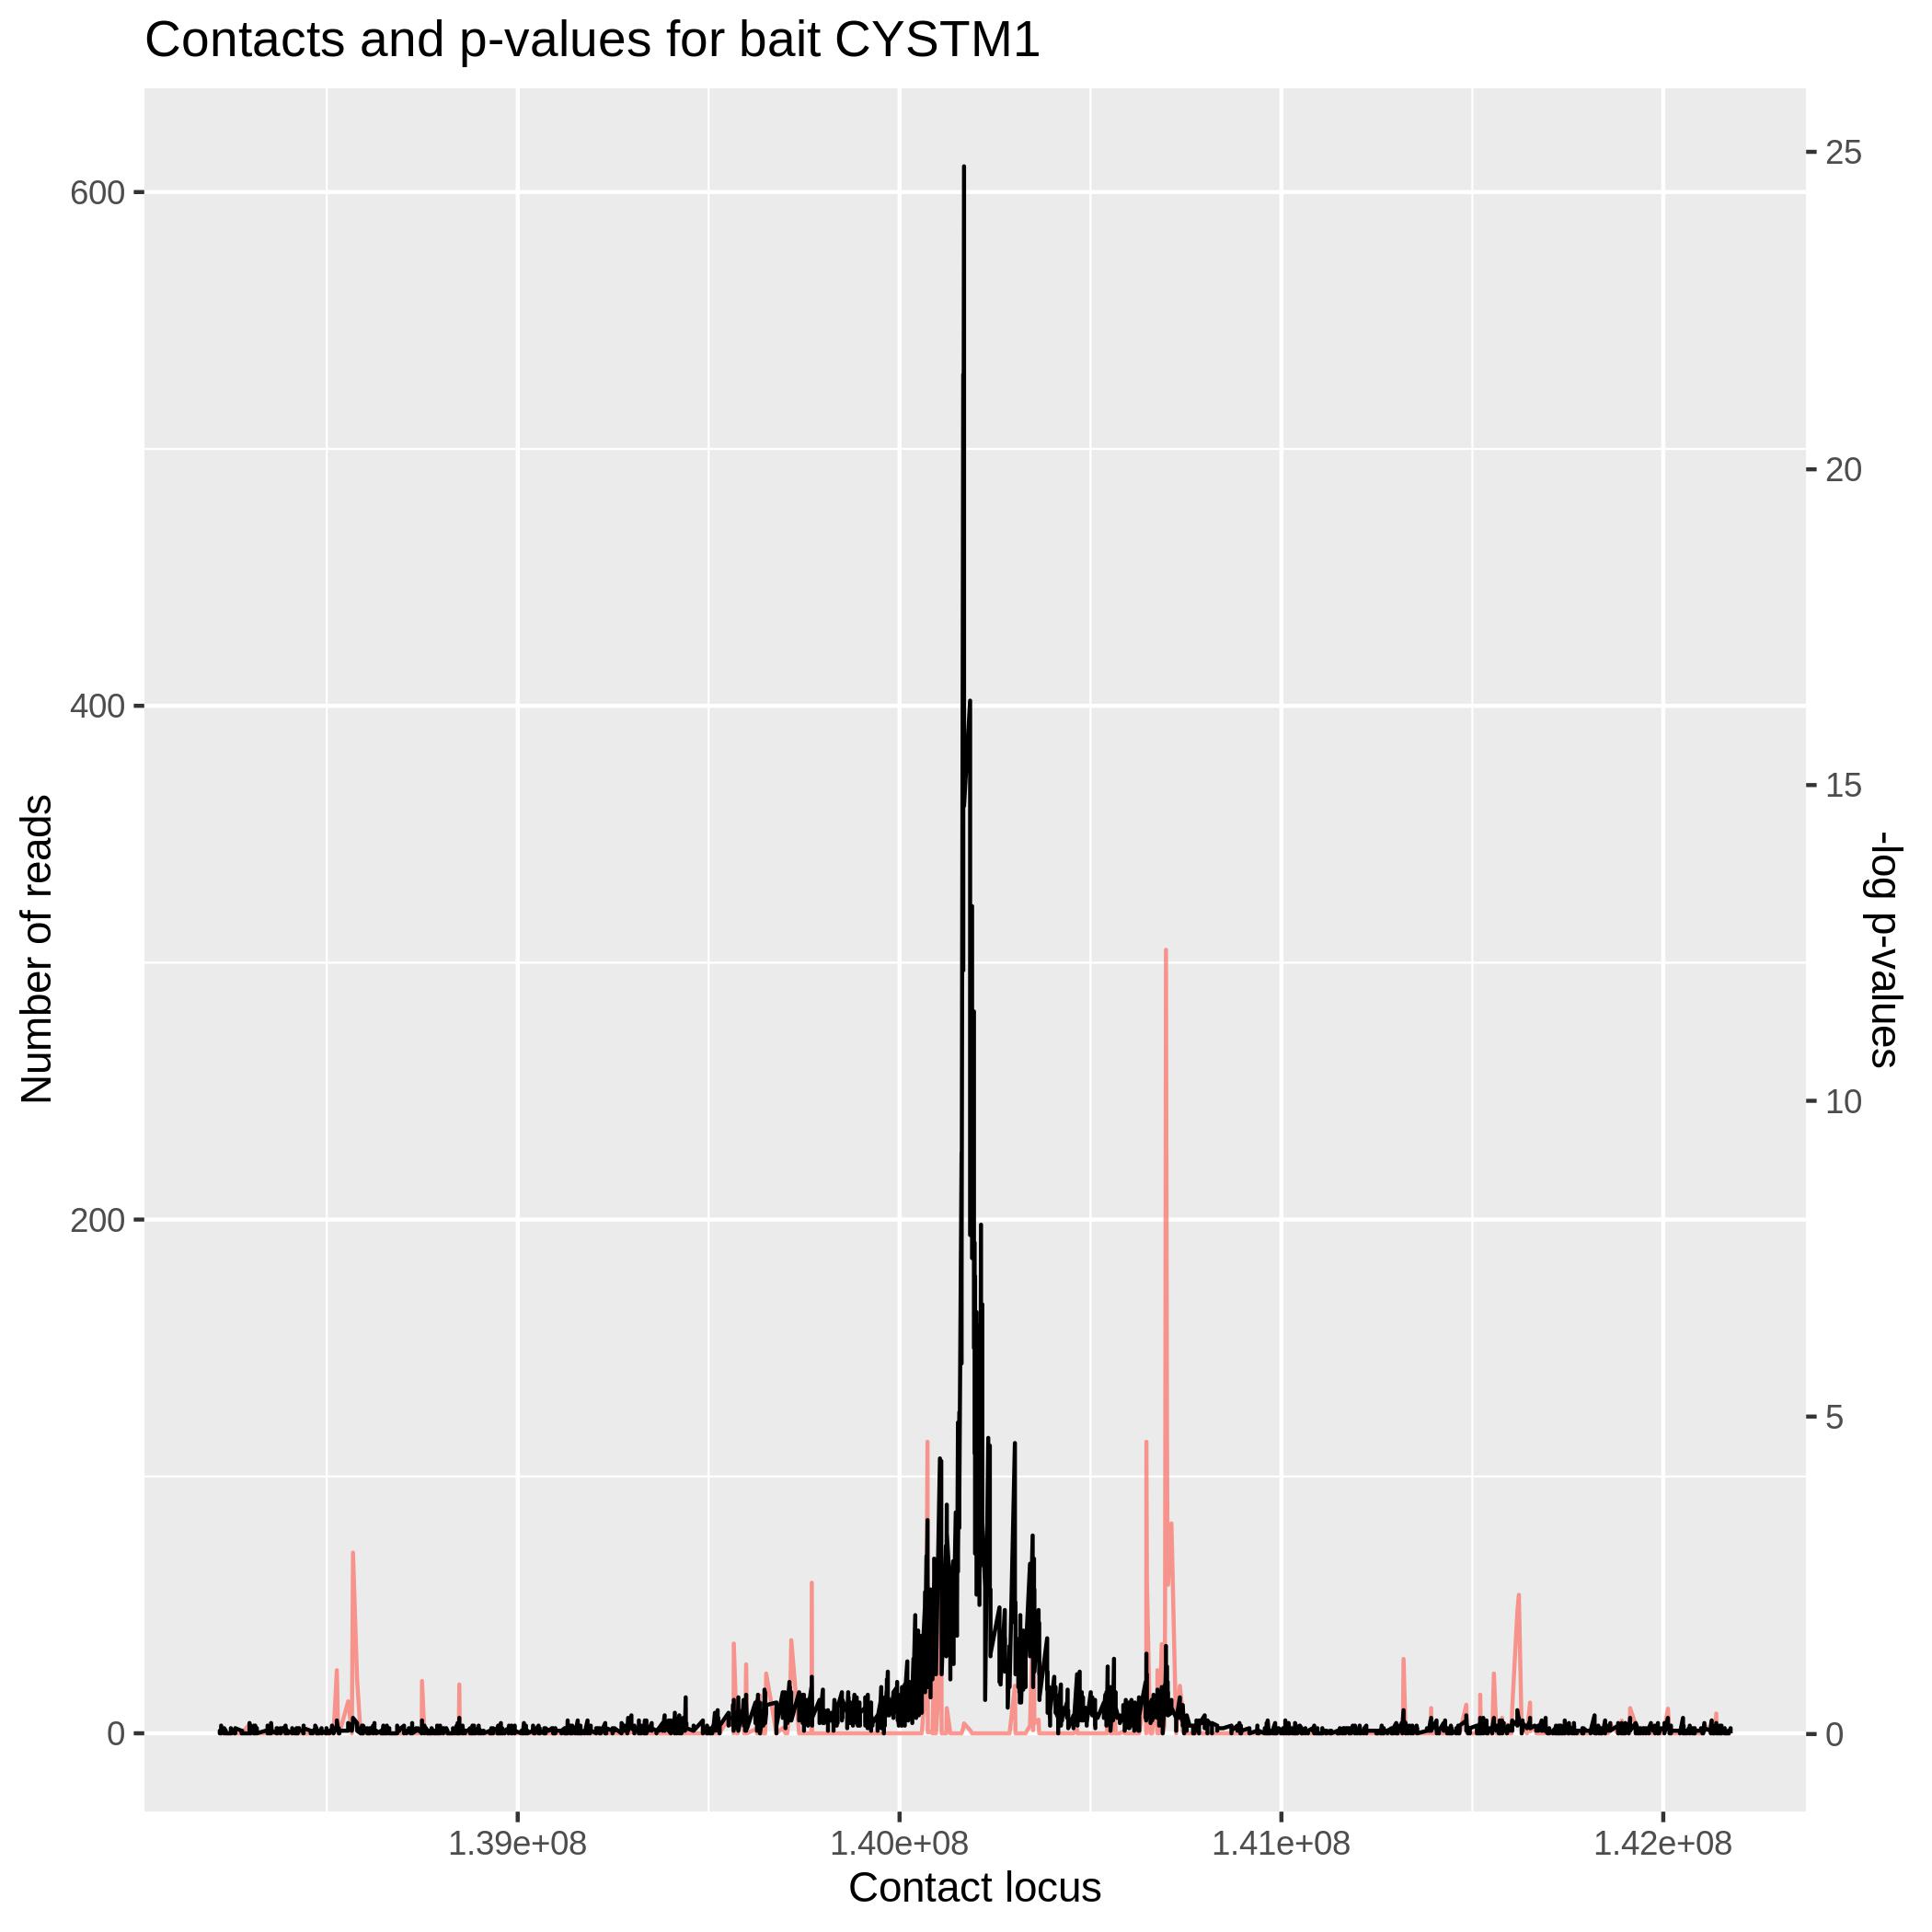 Contacts and p-values for bait CYSTM1
600
400
200
0
25
20
15
10
5
0
Number of reads
-log p-values
1.39e+08
1.40e+08
1.41e+08
1.42e+08
Contact locus